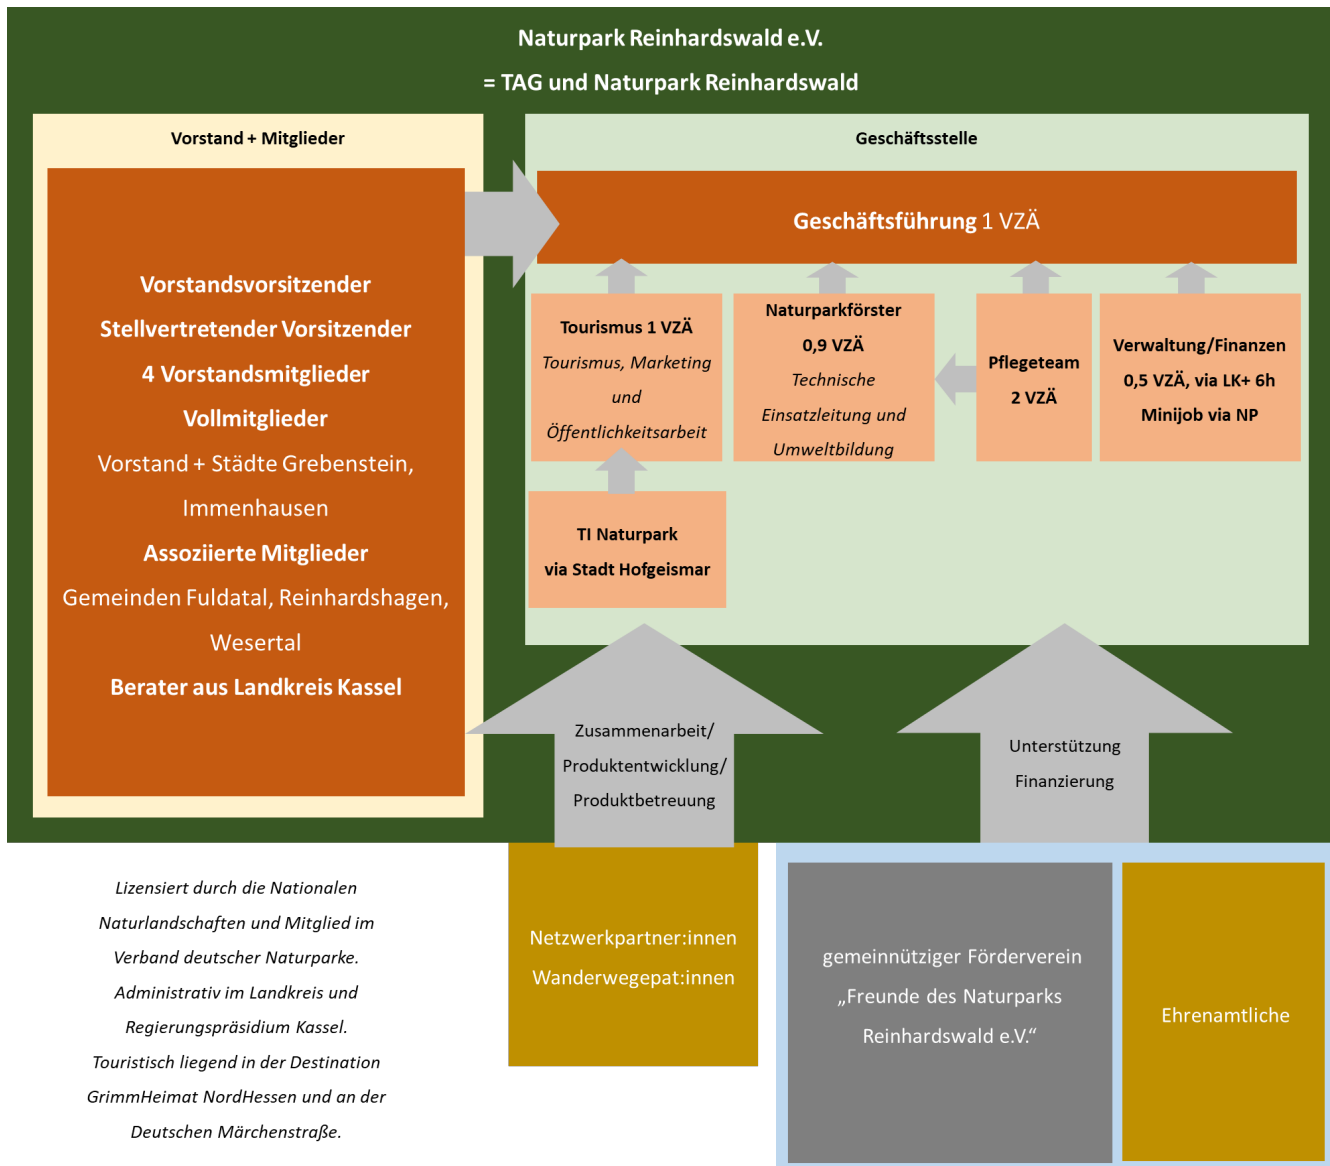 Naturpark Reinhardswald e.V.
= TAG und Naturpark Reinhardswald
Vorstand + Mitglieder
Vorstandsvorsitzender
Stellvertretender Vorsitzender
4 Vorstandsmitglieder
Vollmitglieder
Vorstand + Städte Grebenstein,
Immenhausen
Assoziierte Mitglieder
Gemeinden Fuldatal, Reinhardshagen,
Wesertal
Berater aus Landkreis Kassel
Geschäftsstelle
Geschäftsführung 1 VZÄ
Tourismus 1 VZÄ
Tourismus, Marketing
und
Öffentlichkeitsarbeit
Naturparkförster
0,9 VZÄ
Technische
Einsatzleitung und
Umweltbildung
Pflegeteam
2 VZÄ
Verwaltung/Finanzen
0,5 VZÄ, via LK+ 6h
Minijob via NP
TI Naturpark
via Stadt Hofgeismar
Zusammenarbeit/
Produktentwicklung/
Produktbetreuung
Unterstützung
Finanzierung
Lizensiert durch die Nationalen
Naturlandschaften und Mitglied im
Verband deutscher Naturparke.
Administrativ im Landkreis und
Regierungspräsidium Kassel.
Touristisch liegend in der Destination
GrimmHeimat NordHessen und an der
Deutschen Märchenstraße.
Netzwerkpartner:innen
Wanderwegepat:innen
gemeinnütziger Förderverein
„Freunde des Naturparks
Reinhardswald e.V.“
Ehrenamtliche